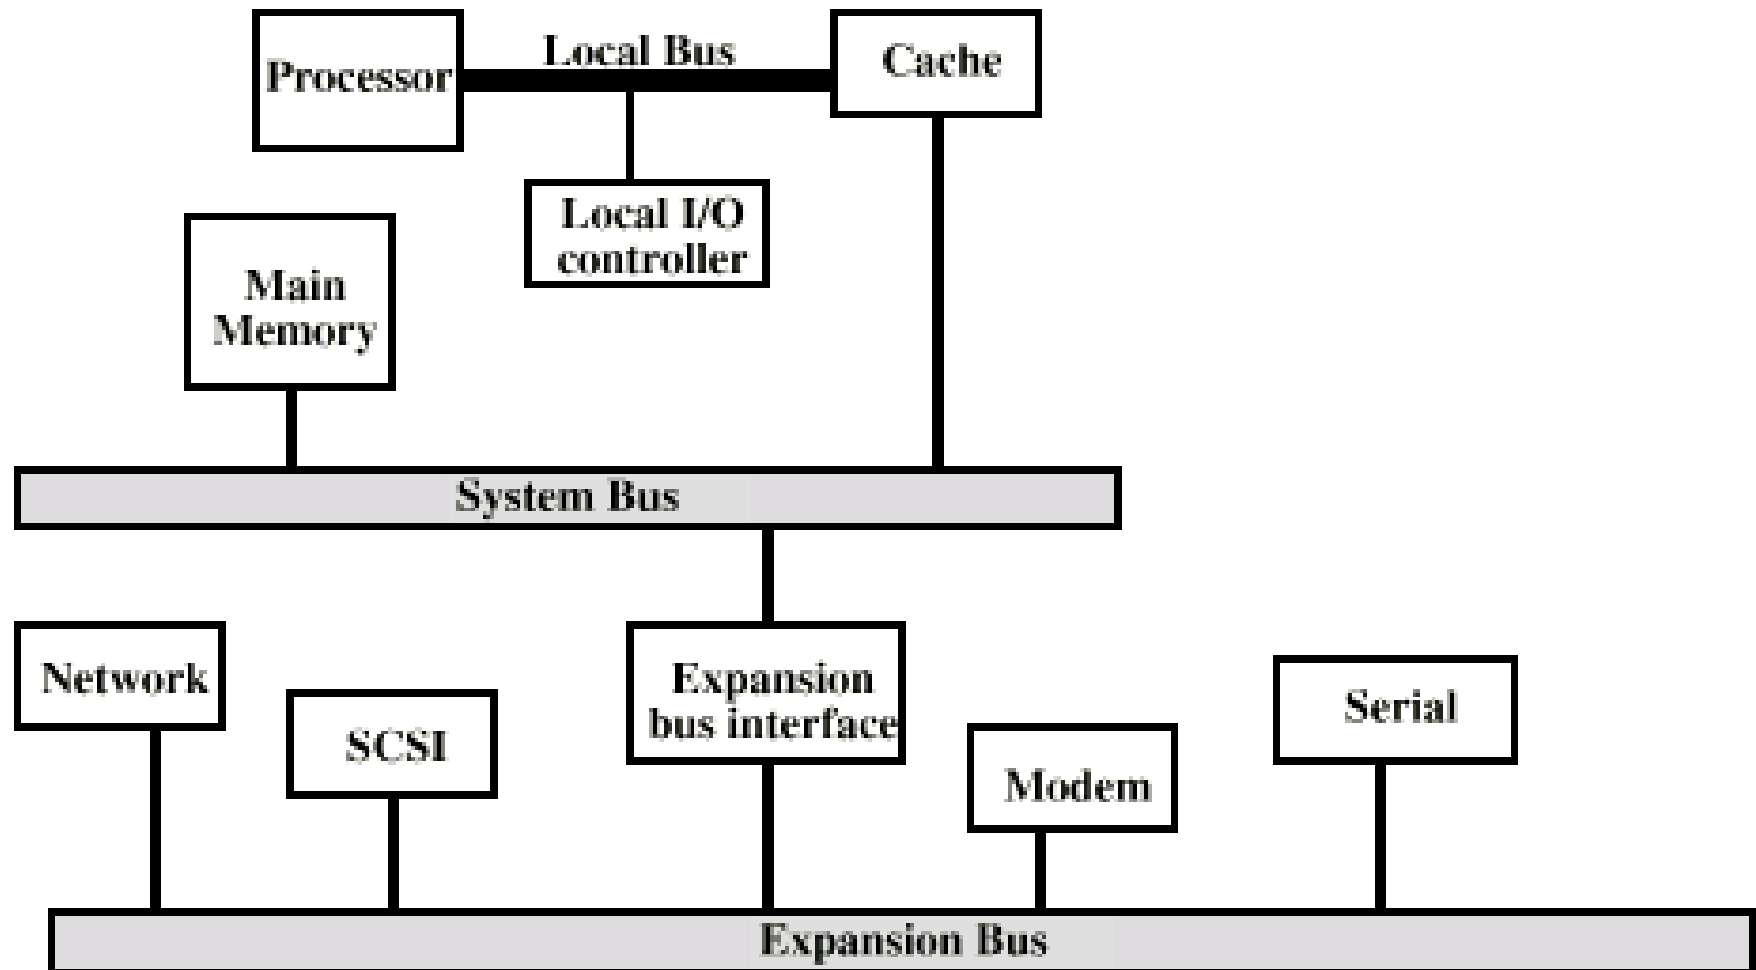 Processor
Local Bus
Cache
Local I/O
controller
Main
Memory
System Bus
Network
SCSI
Expansion
bus interface
Modem
Serial
Expansion Bus